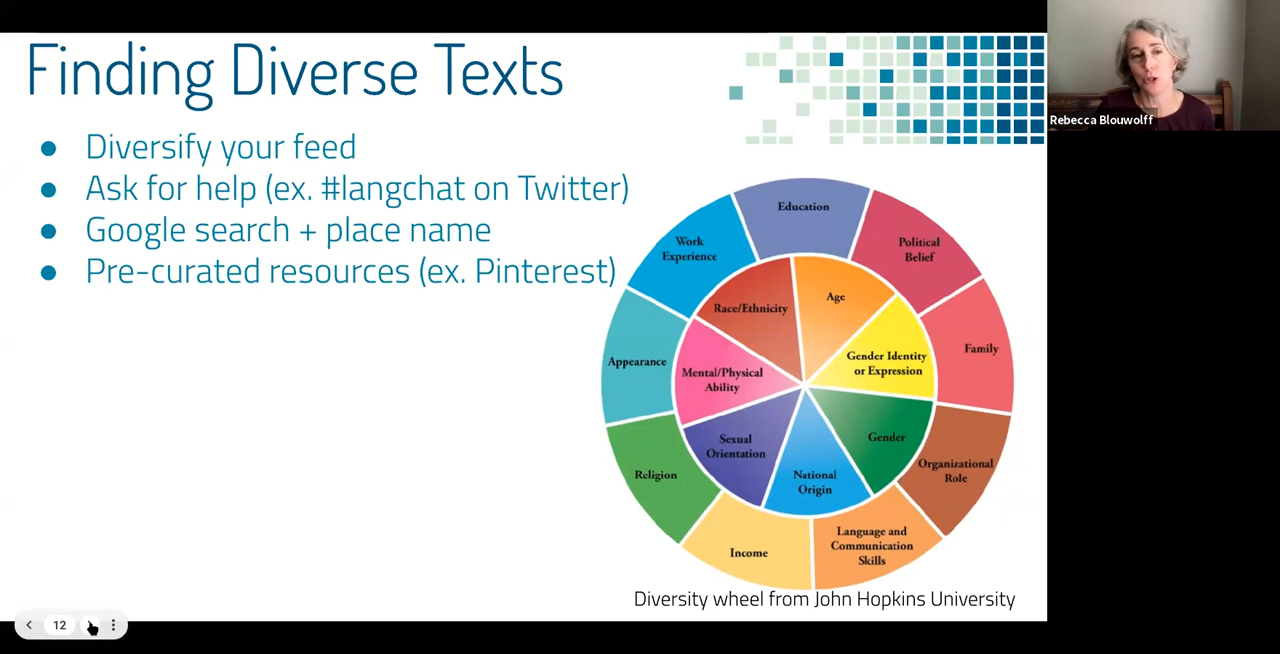 Finding Diverse Texts
Rebecca Blouwolff
● Diversify your feed
● Ask for help (ex. #langchat on Twitter)
● Google search + place name
● Pre-curated resources (ex. Pinterest)
Education
Political
Belief
Family
Organizational
Role
Language and
Communication
Skills
Income
Religion
Appearance
Work
Experience
Age
Gender Identity
or Expression
Gender
National
Origin
Sexual
Orientation
Mental/Physical
Ability
Race/Ethnicity
Diversity wheel from John Hopkins University
12